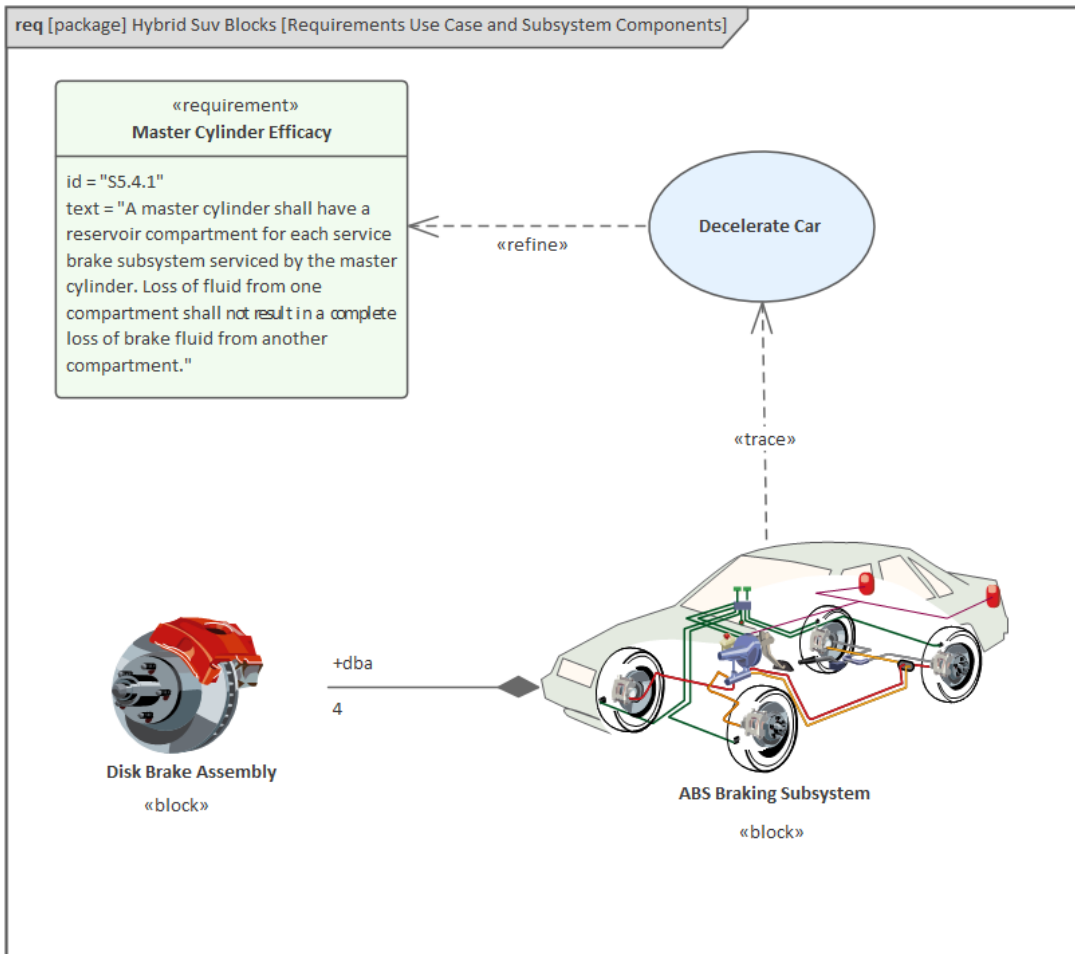 req [package] Hybrid Suv Blocks [Requirements Use Case and Subsystem Components]
«requirement»
Master Cylinder Efficacy
id = "S5.4.1"
text = "A master cylinder shall have a
reservoir compartment for each service
brake subsystem serviced by the master
cylinder. Loss of fluid from one
compartment shall not result in a complete
loss of brake fluid from another
compartment."
Decelerate Car
«refine»
«trace»
+dba
4
Disk Brake Assembly
«block»
ABS Braking Subsystem
«block»